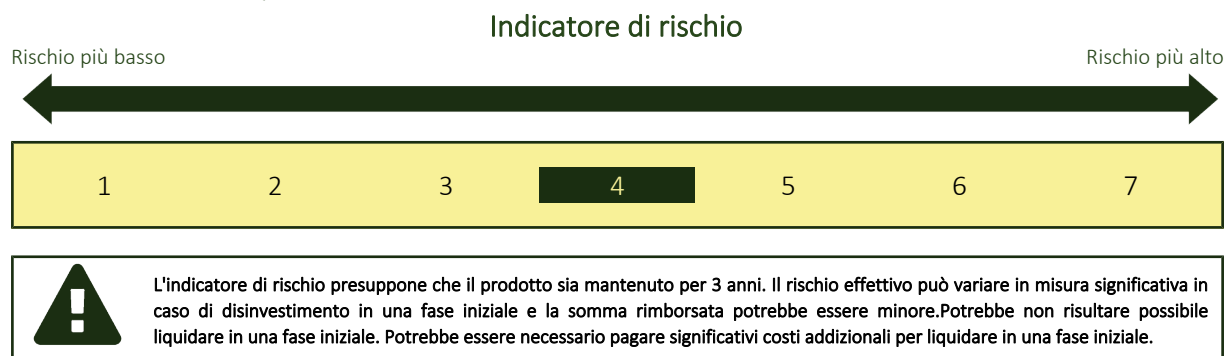 Indicatore di rischio
Rischio più basso
Rischio più alto
1 2 3 4 5 6 7
L'indicatore di rischio presuppone che il prodotto sia mantenuto per 3 anni. Il rischio effettivo può variare in misura significativa in
caso di disinvestimento in una fase iniziale e la somma rimborsata potrebbe essere minore.Potrebbe non risultare possibile
liquidare in una fase iniziale. Potrebbe essere necessario pagare significativi costi addizionali per liquidare in una fase iniziale.